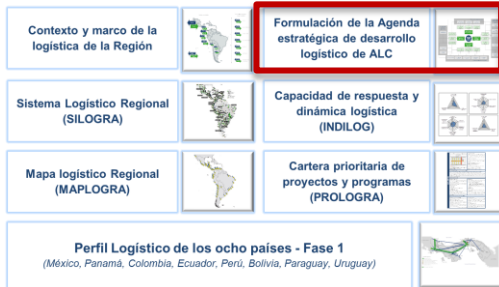 Contexto y marco de la
logística de la Región
Formulación de la Agenda
estratégica de desarrollo
logístico de ALC
Sistema Logístico Regional
(SILOGRA)
Capacidad de respuesta y
dinámica logística
(INDILOG)
Mapa logístico Regional
(MAPLOGRA)
Cartera prioritaria de
proyectos y programas
(PROLOGRA)
Perfil Logístico de los ocho países - Fase 1
(México, Panamá, Colombia, Ecuador, Perú, Bolivia, Paraguay, Uruguay)